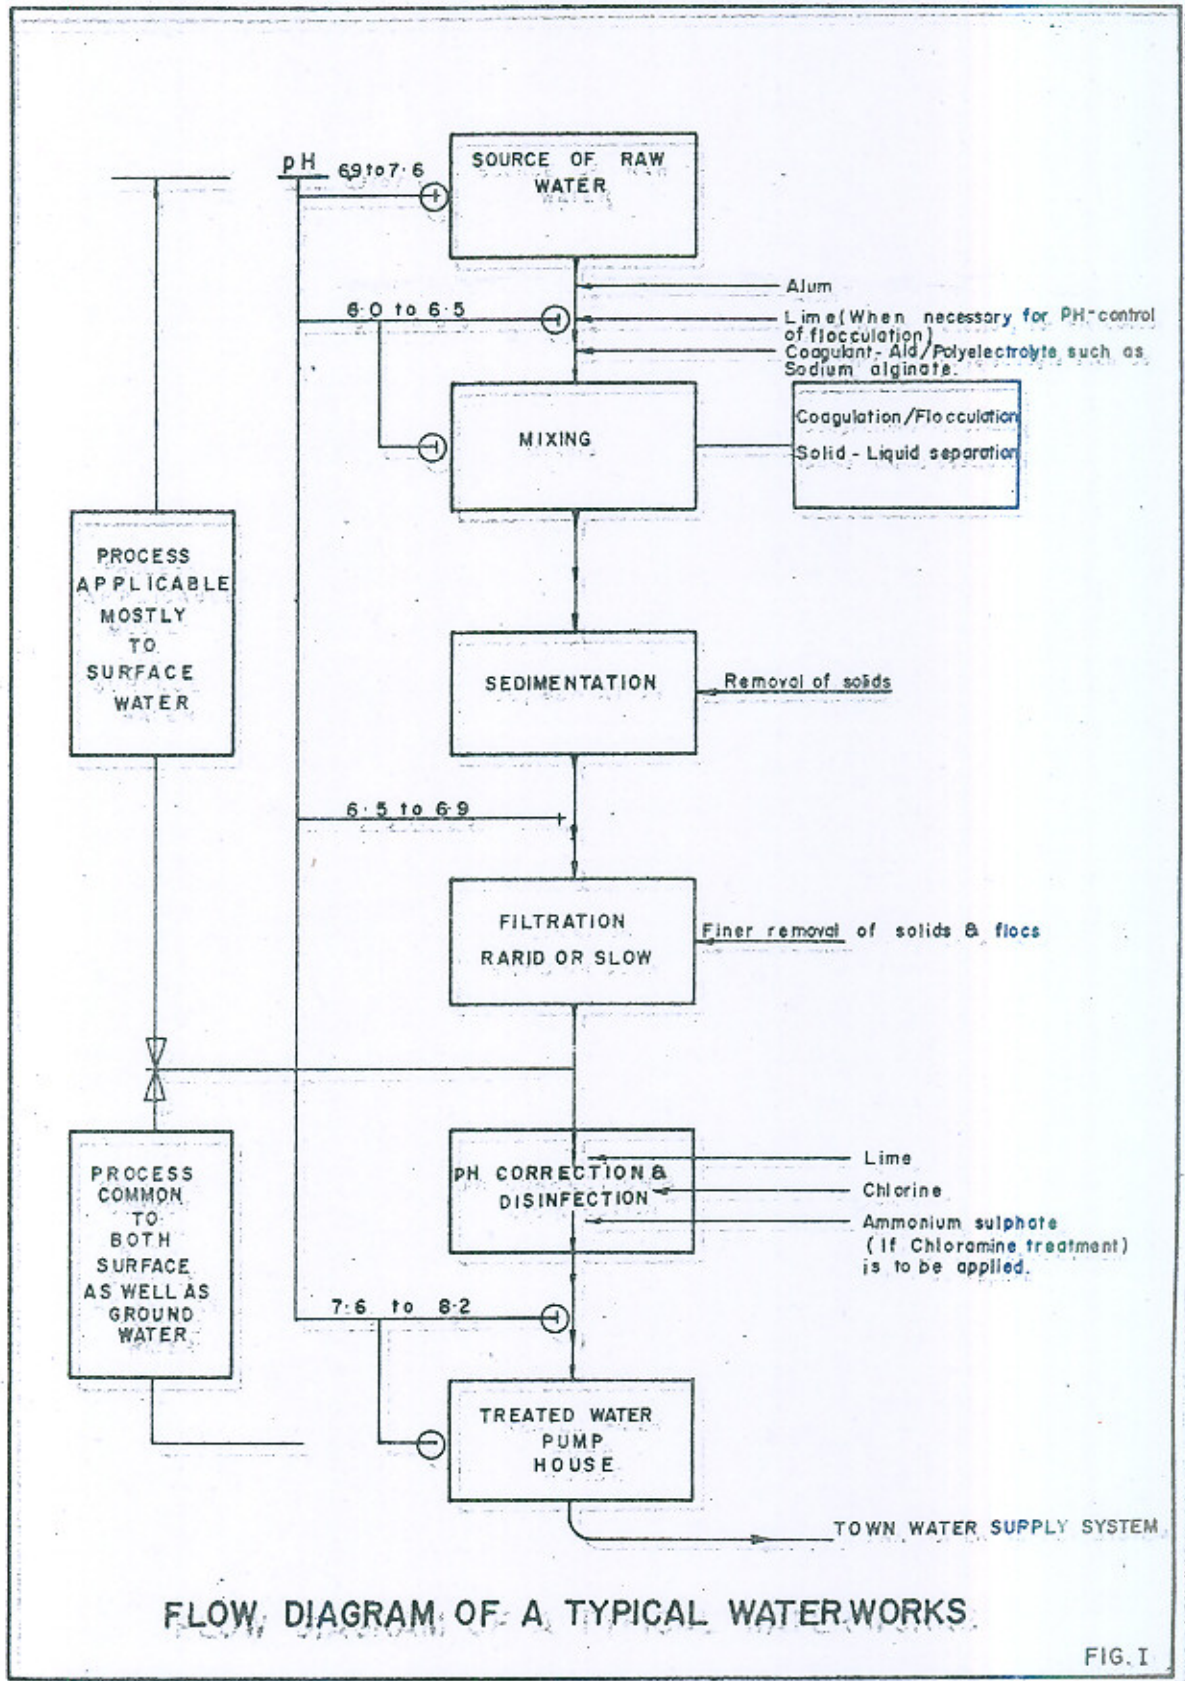 pH
6.9 to 7.6
SOURCE OF RAW
WATER
Alum
6.0 to 6.5
Lime (When necessary for PH-control
of flocculation)
Coagulant-Aid/Polyelectrolyte such as
Sodium alginate.
MIXING
Coagulation/Flocculation
Solid-Liquid separation
PROCESS
APPLICABLE
MOSTLY
TO
SURFACE
WATER
SEDIMENTATION
Removal of solids
6.5 to 6.9
FILTRATION
RARID OR SLOW
Finer removal of solids & flocs
PROCESS
COMMON
TO
BOTH
SURFACE
AS WELL AS
GROUND
WATER
pH CORRECTION &
DISINFECTION
Lime
Chlorine
Ammonium sulphate
(If Chloramine treatment)
is to be applied.
7.6 to 8.2
TREATED WATER
PUMP
HOUSE
TOWN WATER SUPPLY SYSTEM
FLOW DIAGRAM OF A TYPICAL WATERWORKS
FIG. I